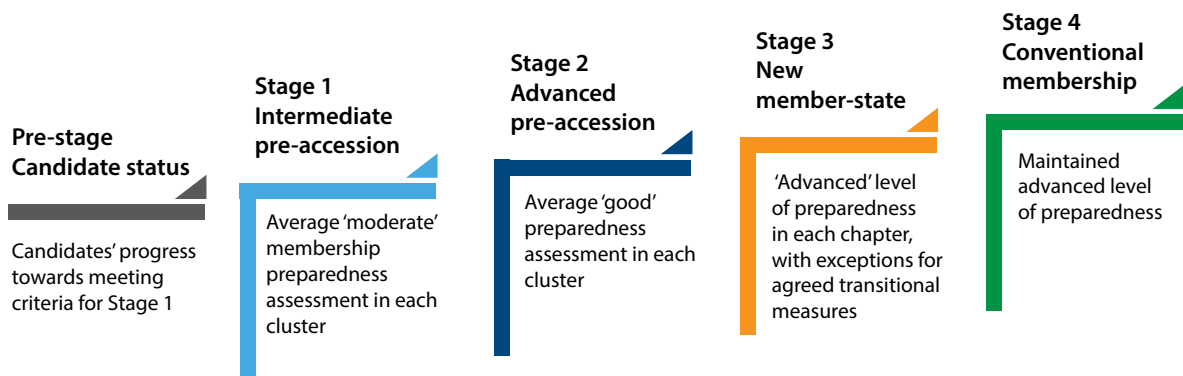 Pre-stage
Candidate status
Candidates’ progress
towards meeting
criteria for Stage 1
Stage 1
Intermediate
pre-accession
Average ‘moderate’
membership
preparedness
assessment in each
cluster
Stage 2
Advanced
pre-accession
Average ‘good’
preparedness
assessment in each
cluster
Stage 3
New
member-state
‘Advanced’ level
of preparedness
in each chapter,
with exceptions for
agreed transitional
measures
Stage 4
Conventional
membership
Maintained
advanced level
of preparedness